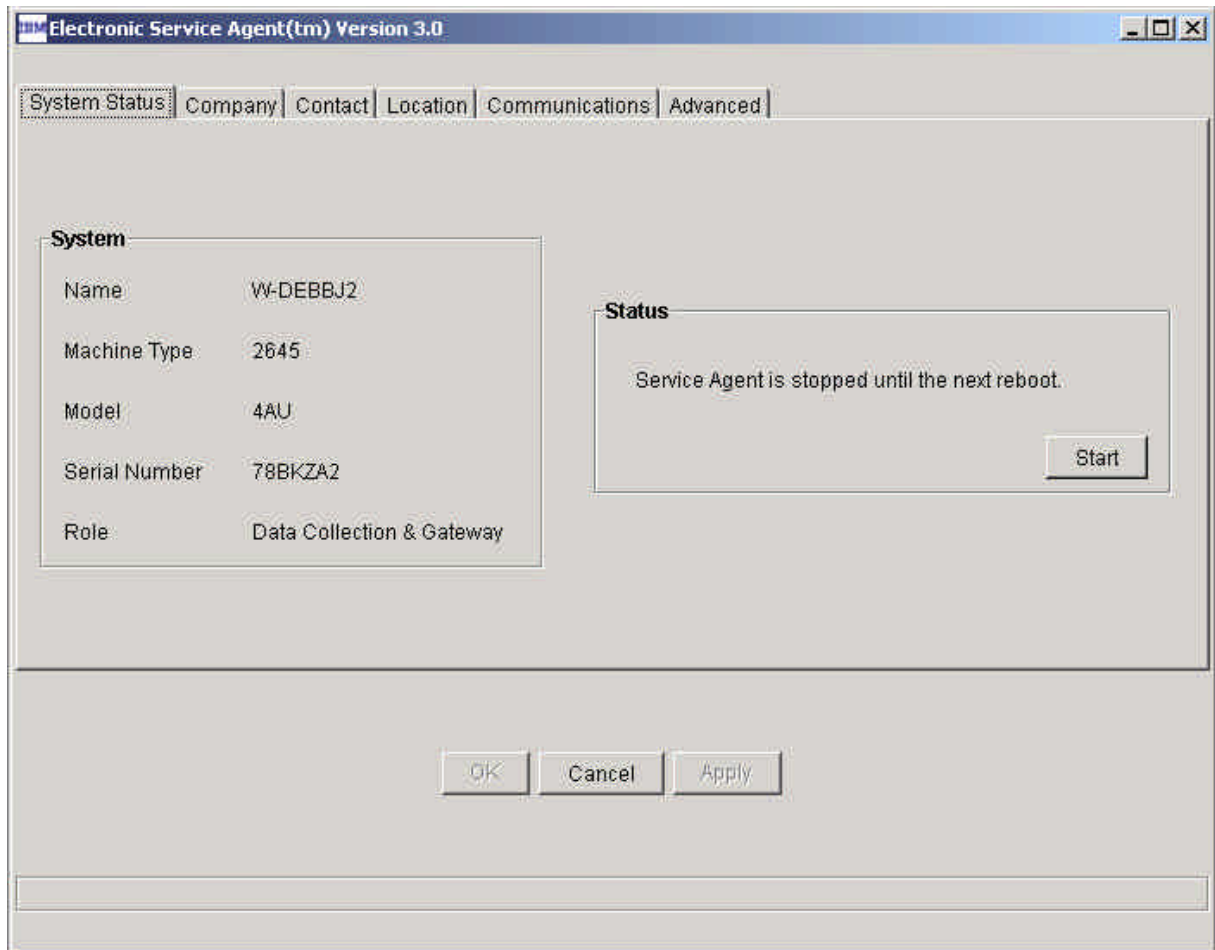 IBM Electronic Service Agent(tm) Version 3.0
System Status Company Contact Location Communications Advanced
System
Name W-DEBBJ2
Machine Type 2645
Model 4AU
Serial Number 78BKZA2
Role Data Collection & Gateway
Status
Service Agent is stopped until the next reboot.
Start
OK Cancel Apply